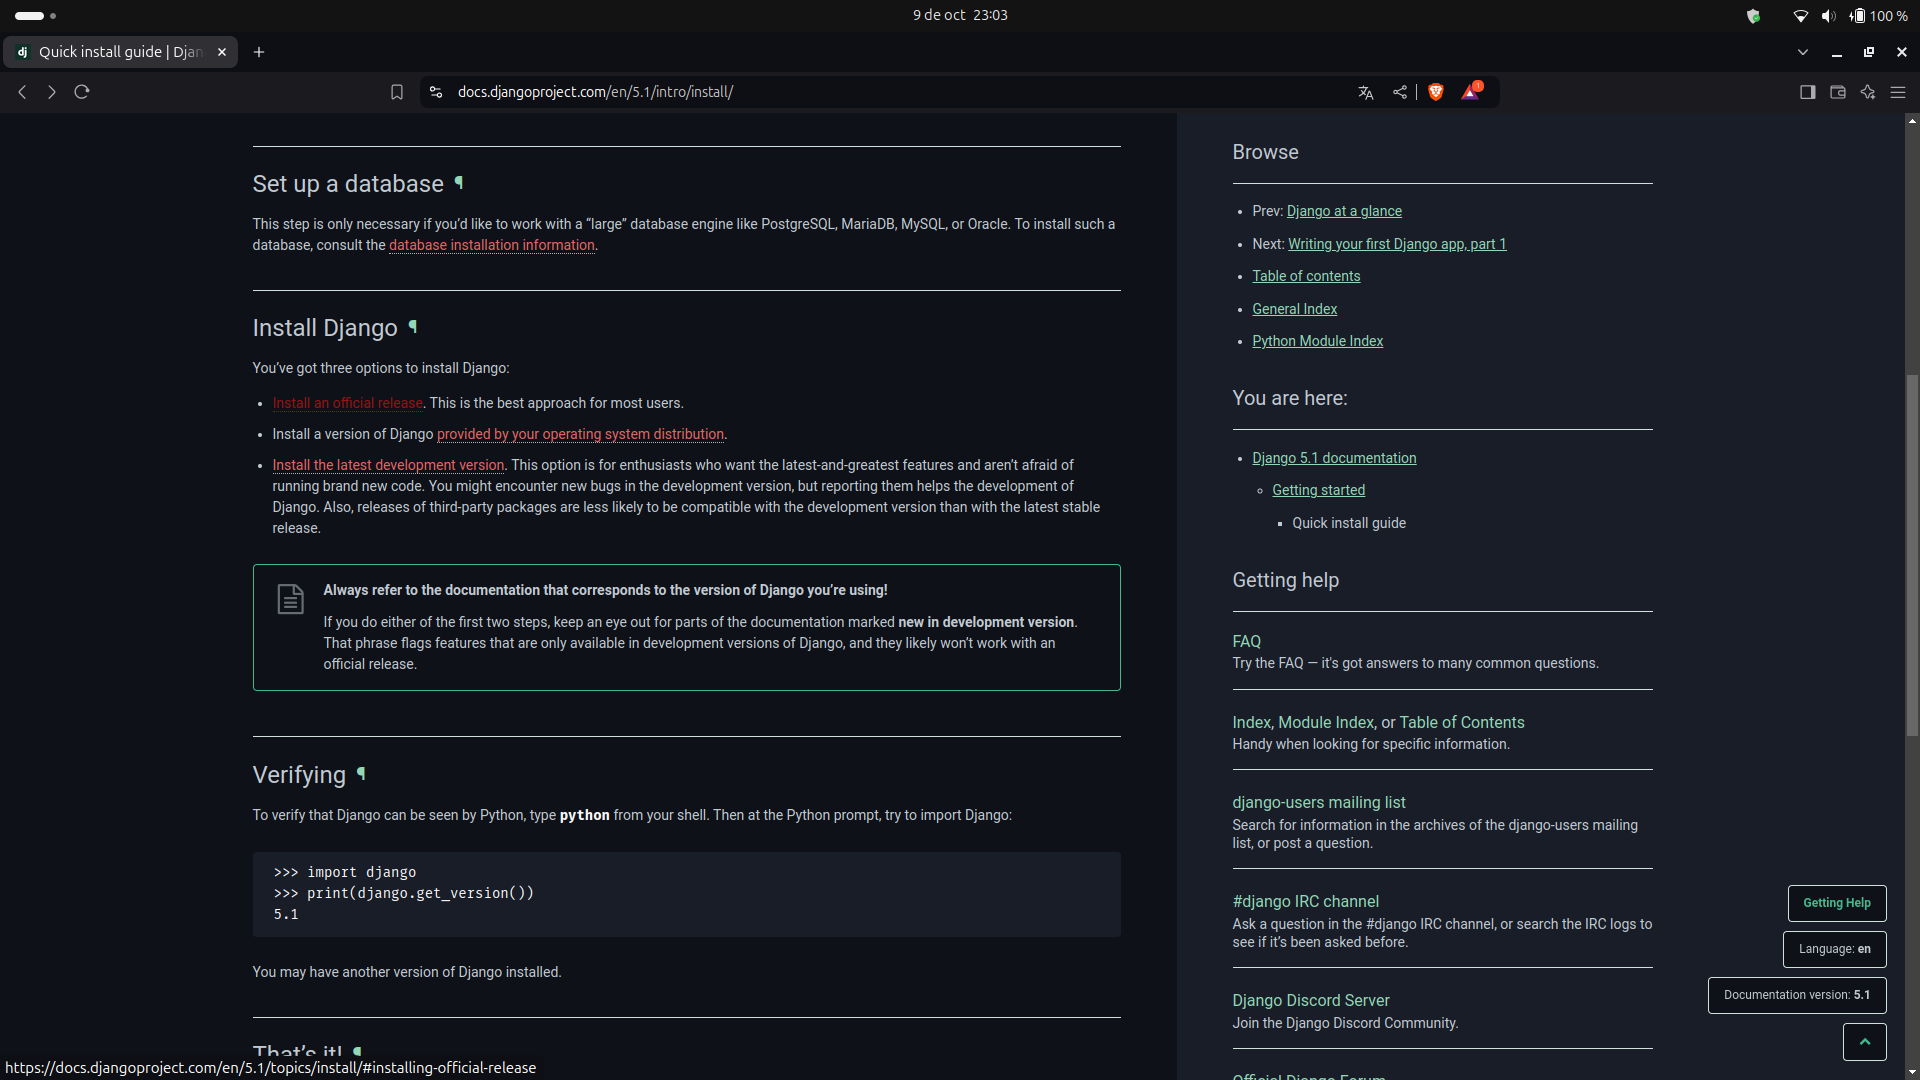 9 de oct 23:03
100 %
dj Quick install guide | Djan
docs.djangoproject.com/en/5.1/intro/install/
1
Set up a database ¶
This step is only necessary if you’d like to work with a “large” database engine like PostgreSQL, MariaDB, MySQL, or Oracle. To install such a
database, consult the database installation information.
Install Django ¶
You’ve got three options to install Django:
• Install an official release. This is the best approach for most users.
• Install a version of Django provided by your operating system distribution.
• Install the latest development version. This option is for enthusiasts who want the latest-and-greatest features and aren’t afraid of
running brand new code. You might encounter new bugs in the development version, but reporting them helps the development of
Django. Also, releases of third-party packages are less likely to be compatible with the development version than with the latest stable
release.
Always refer to the documentation that corresponds to the version of Django you’re using!
If you do either of the first two steps, keep an eye out for parts of the documentation marked new in development version.
That phrase flags features that are only available in development versions of Django, and they likely won’t work with an
official release.
Verifying ¶
To verify that Django can be seen by Python, type python from your shell. Then at the Python prompt, try to import Django:
>>> import django
>>> print(django.get_version())
5.1
You may have another version of Django installed.
That’s it! ¶
https://docs.djangoproject.com/en/5.1/topics/install/#installing-official-release
Browse
• Prev: Django at a glance
• Next: Writing your first Django app, part 1
• Table of contents
• General Index
• Python Module Index
You are here:
• Django 5.1 documentation
◦ Getting started
▪ Quick install guide
Getting help
FAQ
Try the FAQ — it's got answers to many common questions.
Index, Module Index, or Table of Contents
Handy when looking for specific information.
django-users mailing list
Search for information in the archives of the django-users mailing
list, or post a question.
#django IRC channel
Ask a question in the #django IRC channel, or search the IRC logs to
see if it’s been asked before.
Django Discord Server
Join the Django Discord Community.
Official Django Forum
Getting Help
Language: en
Documentation version: 5.1